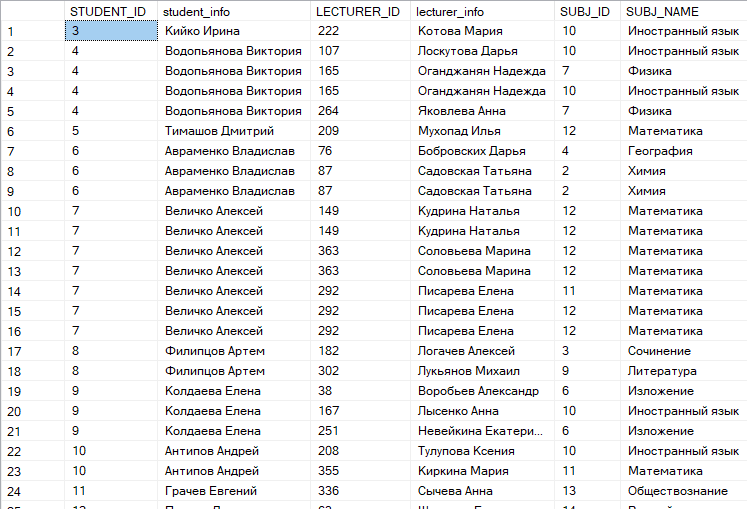 STUDENT_ID student_info LECTURER_ID lecturer_info SUBJ_ID SUBJ_NAME
1 3 Кийко Ирина 222 Котова Мария 10 Иностранный язык
2 4 Водопьянова Виктория 107 Лоскутова Дарья 10 Иностранный язык
3 4 Водопьянова Виктория 165 Оганджанян Надежда 7 Физика
4 4 Водопьянова Виктория 165 Оганджанян Надежда 10 Иностранный язык
5 4 Водопьянова Виктория 264 Яковлева Анна 7 Физика
6 5 Тимашов Дмитрий 209 Мухопад Илья 12 Математика
7 6 Авраменко Владислав 76 Бобровских Дарья 4 География
8 6 Авраменко Владислав 87 Садовская Татьяна 2 Химия
9 6 Авраменко Владислав 87 Садовская Татьяна 2 Химия
10 7 Величко Алексей 149 Кудрина Наталья 12 Математика
11 7 Величко Алексей 149 Кудрина Наталья 12 Математика
12 7 Величко Алексей 363 Соловьева Марина 12 Математика
13 7 Величко Алексей 363 Соловьева Марина 12 Математика
14 7 Величко Алексей 292 Писарева Елена 11 Математика
15 7 Величко Алексей 292 Писарева Елена 12 Математика
16 7 Величко Алексей 292 Писарева Елена 12 Математика
17 8 Филипцов Артем 182 Логачев Алексей 3 Сочинение
18 8 Филипцов Артем 302 Лукьянов Михаил 9 Литература
19 9 Колдаева Елена 38 Воробьев Александр 6 Изложение
20 9 Колдаева Елена 167 Лысенко Анна 10 Иностранный язык
21 9 Колдаева Елена 251 Невейкина Екатери... 6 Изложение
22 10 Антипов Андрей 208 Тулупова Ксения 10 Иностранный язык
23 10 Антипов Андрей 355 Киркина Мария 11 Математика
24 11 Грачев Евгений 336 Сычева Анна 13 Обществознание